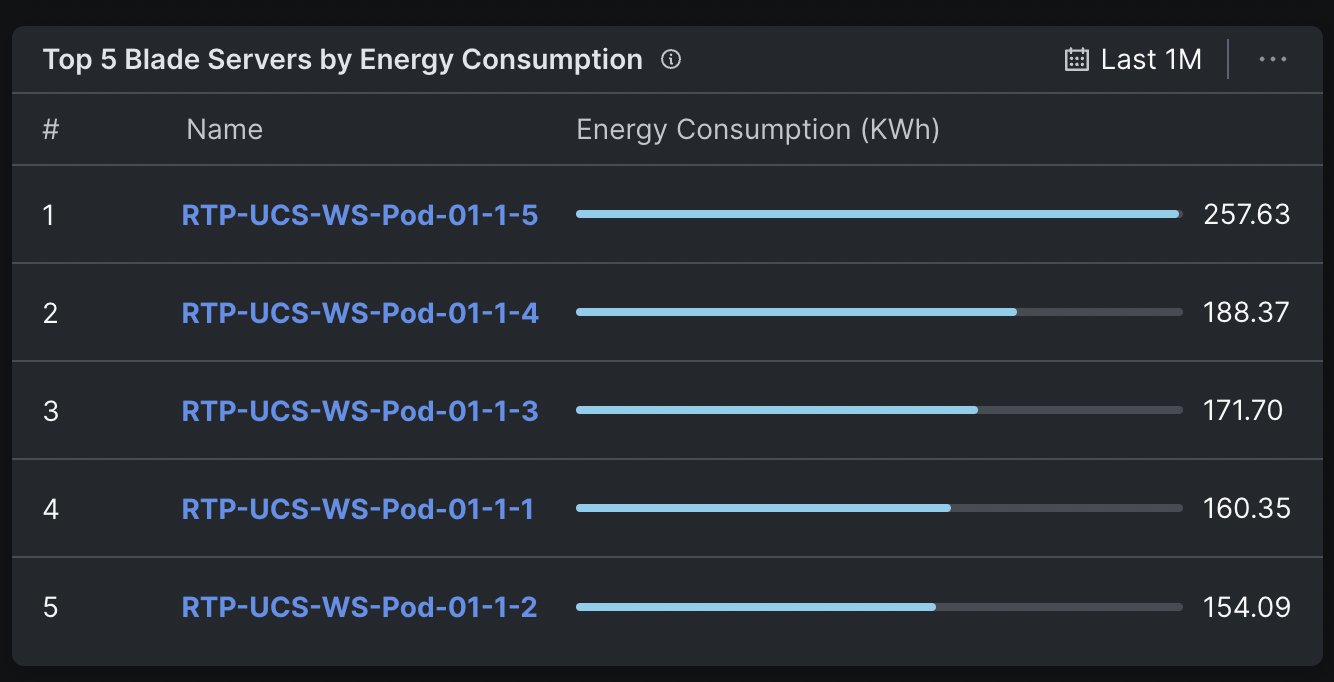 Top 5 Blade Servers by Energy Consumption Last 1M
# Name Energy Consumption (KWh)
1 RTP-UCS-WS-Pod-01-1-5 257.63
2 RTP-UCS-WS-Pod-01-1-4 188.37
3 RTP-UCS-WS-Pod-01-1-3 171.70
4 RTP-UCS-WS-Pod-01-1-1 160.35
5 RTP-UCS-WS-Pod-01-1-2 154.09